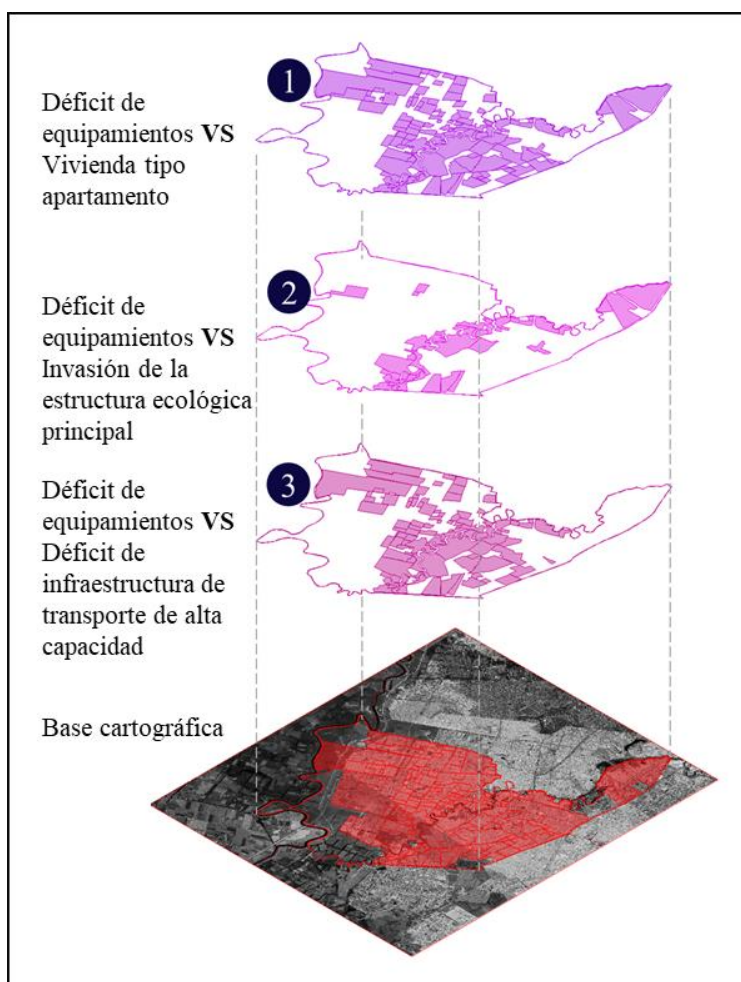 1
Déficit de
equipamientos VS
Vivienda tipo
apartamento
2
Déficit de
equipamientos VS
Invasión de la
estructura ecológica
principal
3
Déficit de
equipamientos VS
Déficit de
infraestructura de
transporte de alta
capacidad
Base cartográfica